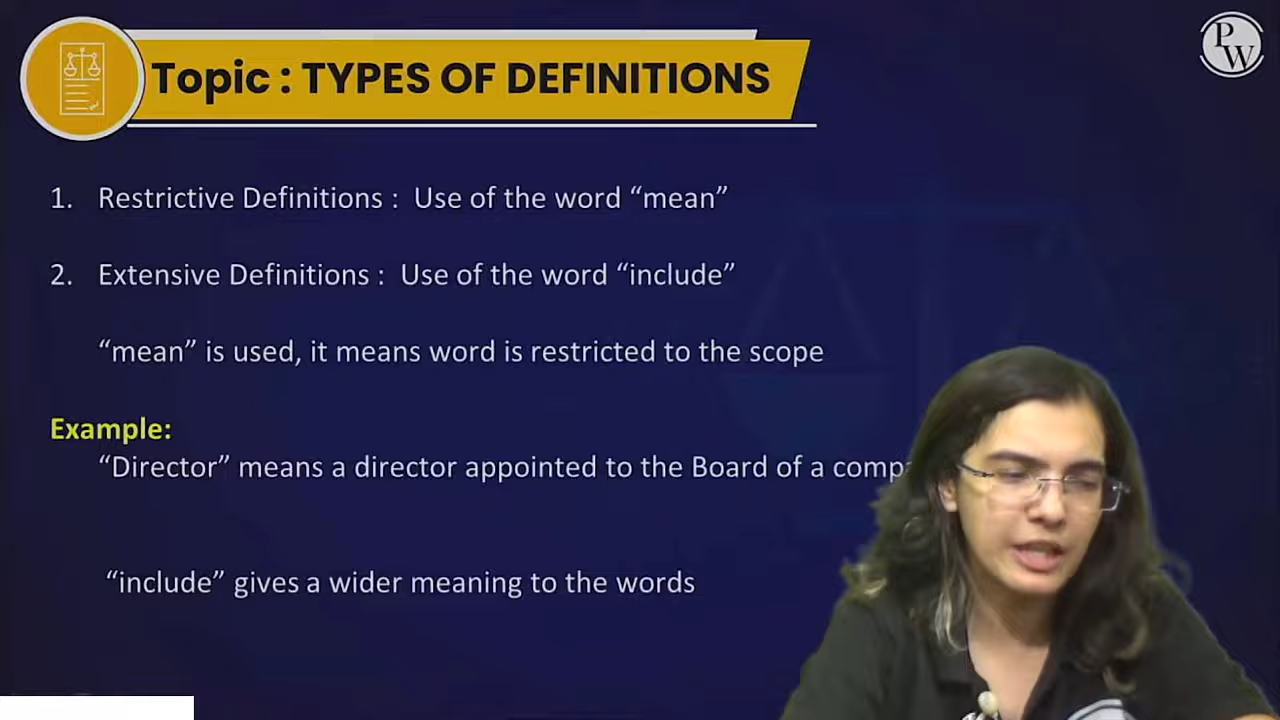 Topic : TYPES OF DEFINITIONS
PW
1. Restrictive Definitions : Use of the word “mean”
2. Extensive Definitions : Use of the word “include”
“mean” is used, it means word is restricted to the scope
Example:
“Director” means a director appointed to the Board of a
“include” gives a wider meaning to the words